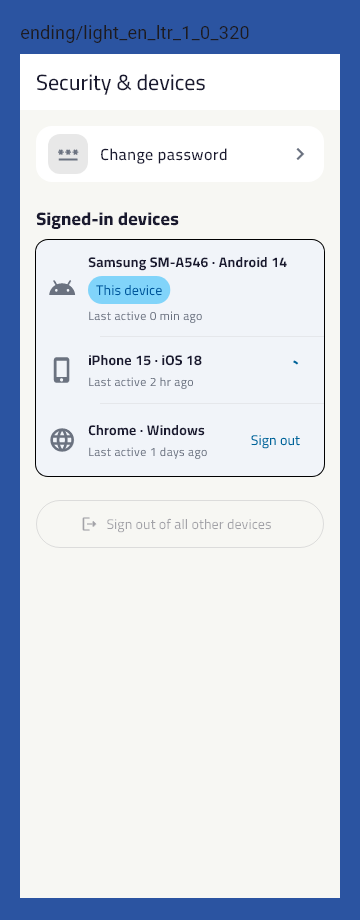 ending/light_en_ltr_1_0_320
Security & devices
Change password
Signed-in devices
Samsung SM-A546 · Android 14
This device
Last active 0 min ago
iPhone 15 · iOS 18
Last active 2 hr ago
Chrome · Windows
Last active 1 days ago
Sign out
Sign out of all other devices